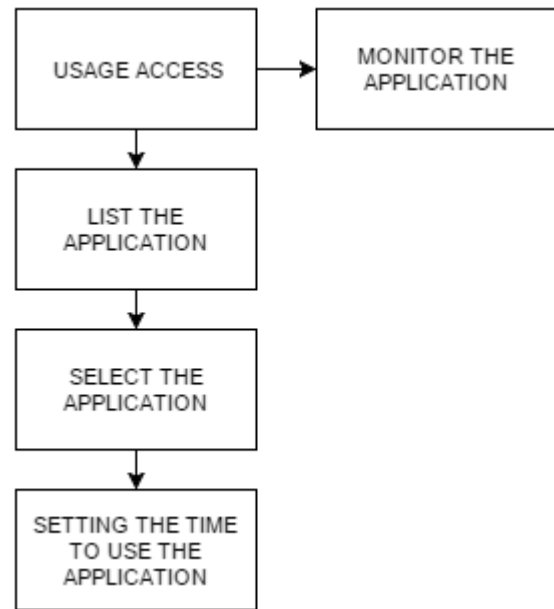 USAGE ACCESS
MONITOR THE
APPLICATION
LIST THE
APPLICATION
SELECT THE
APPLICATION
SETTING THE TIME
TO USE THE
APPLICATION